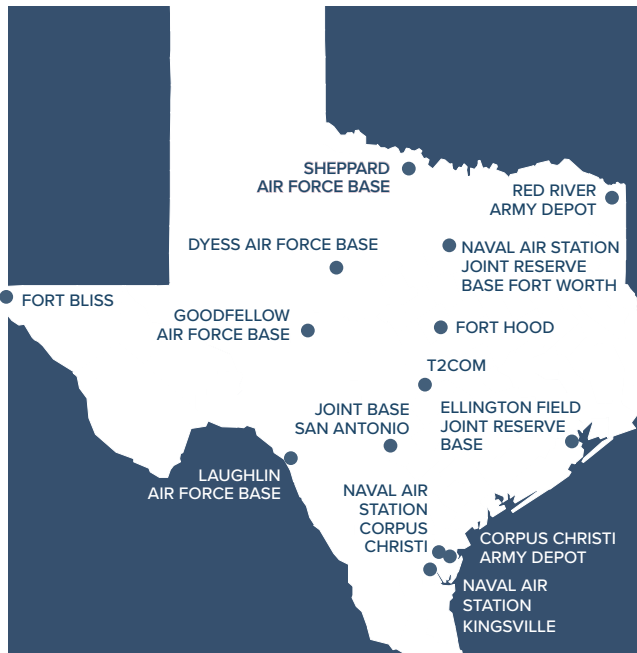 SHEPPARD
AIR FORCE BASE
RED RIVER
ARMY DEPOT
DYESS AIR FORCE BASE
NAVAL AIR STATION
JOINT RESERVE
BASE FORT WORTH
FORT BLISS
GOODFELLOW
AIR FORCE BASE
FORT HOOD
T2COM
JOINT BASE
SAN ANTONIO
ELLINGTON FIELD
JOINT RESERVE
BASE
LAUGHLIN
AIR FORCE BASE
NAVAL AIR
STATION
CORPUS
CHRISTI
CORPUS CHRISTI
ARMY DEPOT
NAVAL AIR
STATION
KINGSVILLE